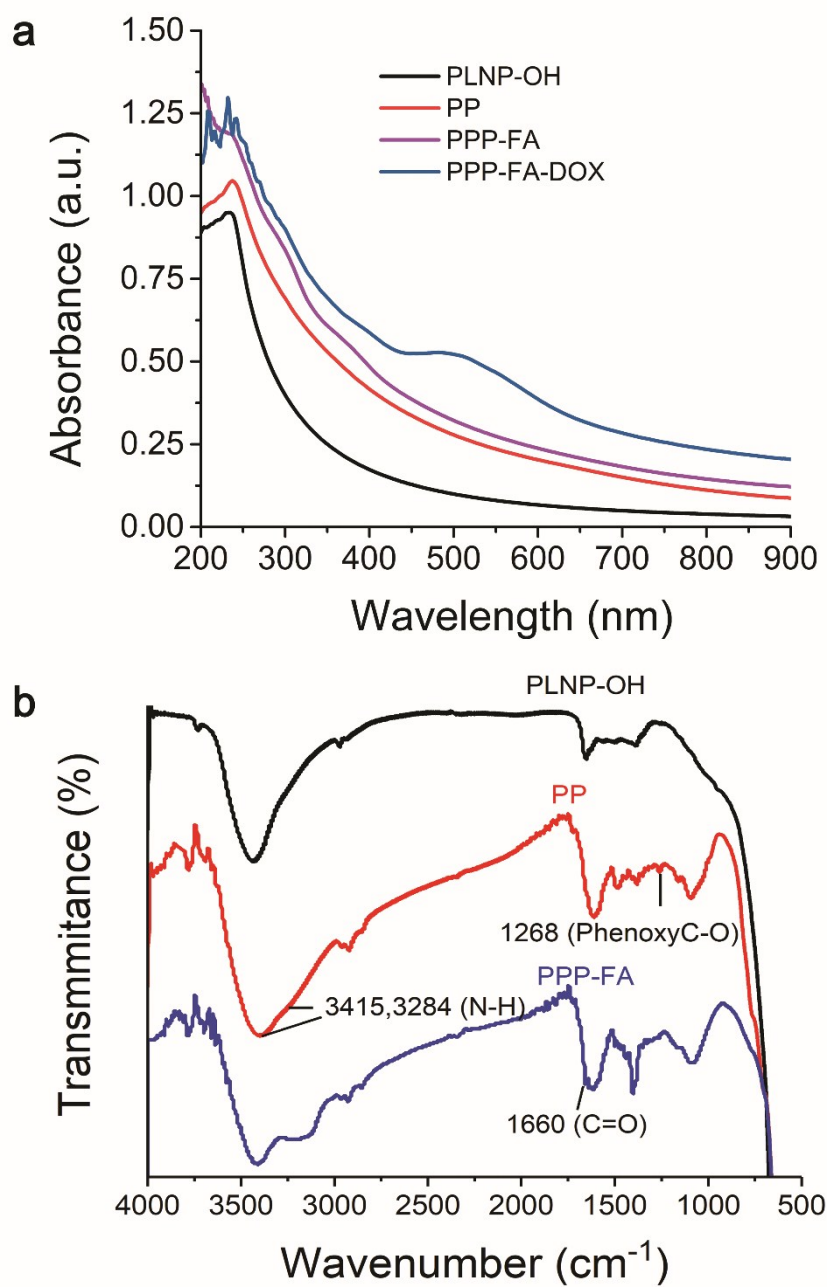 a
1.50
1.25
1.00
0.75
0.50
0.25
0.00
Absorbance (a.u.)
PLNP-OH
PP
PPP-FA
PPP-FA-DOX
200 300 400 500 600 700 800 900
Wavelength (nm)
b
Transmmitance (%)
PLNP-OH
PP
1268 (PhenoxyC-O)
3415,3284 (N-H)
PPP-FA
1660 (C=O)
4000 3500 3000 2500 2000 1500 1000 500
Wavenumber (cm⁻¹)